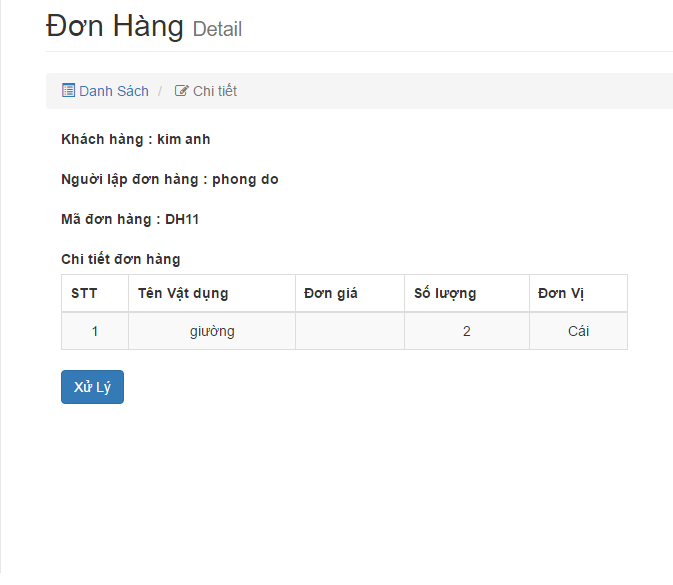 Đơn Hàng Detail
Danh Sách / Chi tiết
Khách hàng : kim anh
Người lập đơn hàng : phong do
Mã đơn hàng : DH11
Chi tiết đơn hàng
STT Tên Vật dụng Đơn giá Số lượng Đơn Vị
1 giường 2 Cái
Xử Lý